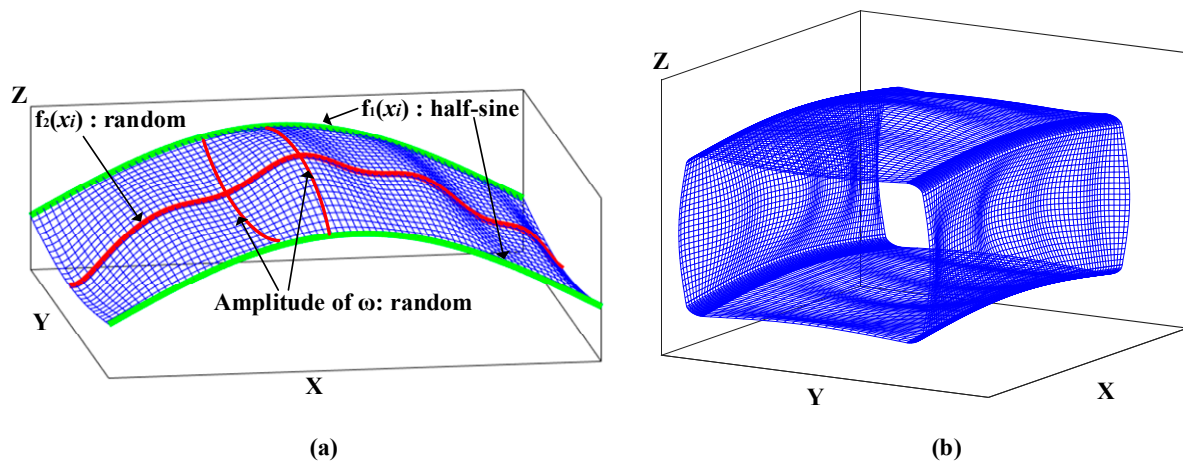 Z
f₂(xᵢ) : random
f₁(xᵢ) : half-sine
Amplitude of ω: random
Y
X
(a)
Z
Y
X
(b)